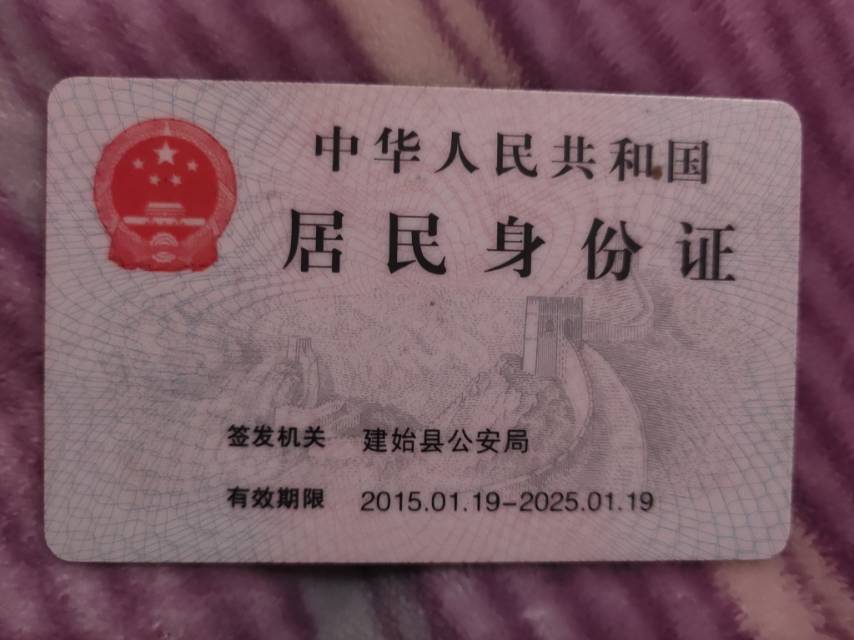 中华人民共和国
居民身份证
签发机关 建始县公安局
有效期限 2015.01.19-2025.01.19